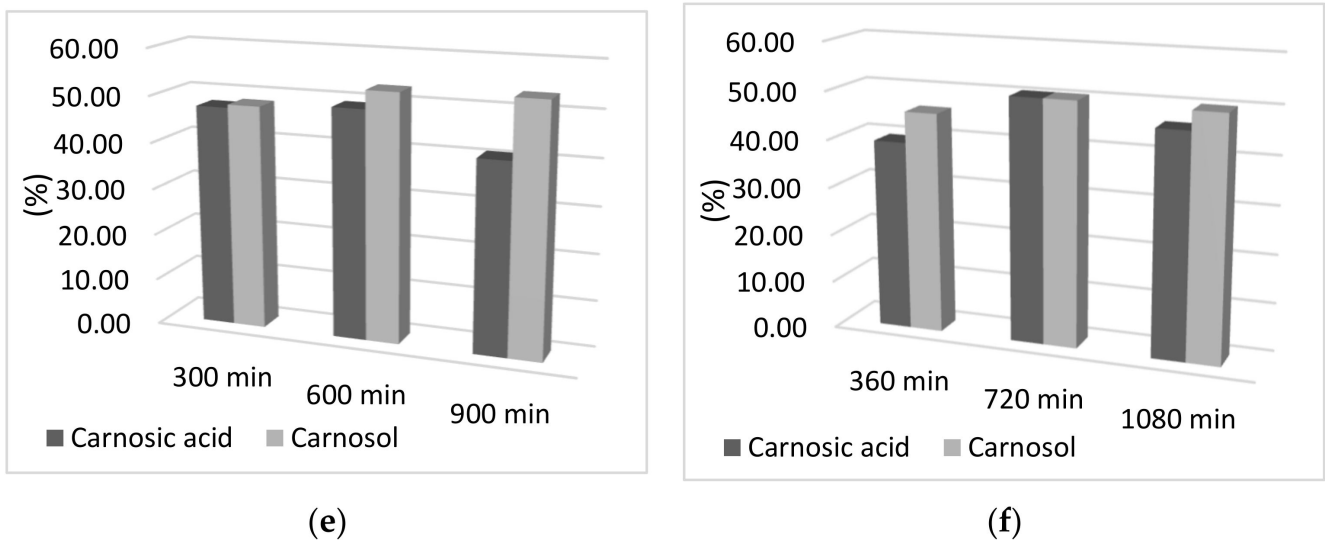 60.00
50.00
40.00
30.00
20.00
10.00
0.00
(%)
300 min
600 min
900 min
Carnosic acid
Carnosol
(e)
60.00
50.00
40.00
30.00
20.00
10.00
0.00
(%)
360 min
720 min
1080 min
Carnosic acid
Carnosol
(f)